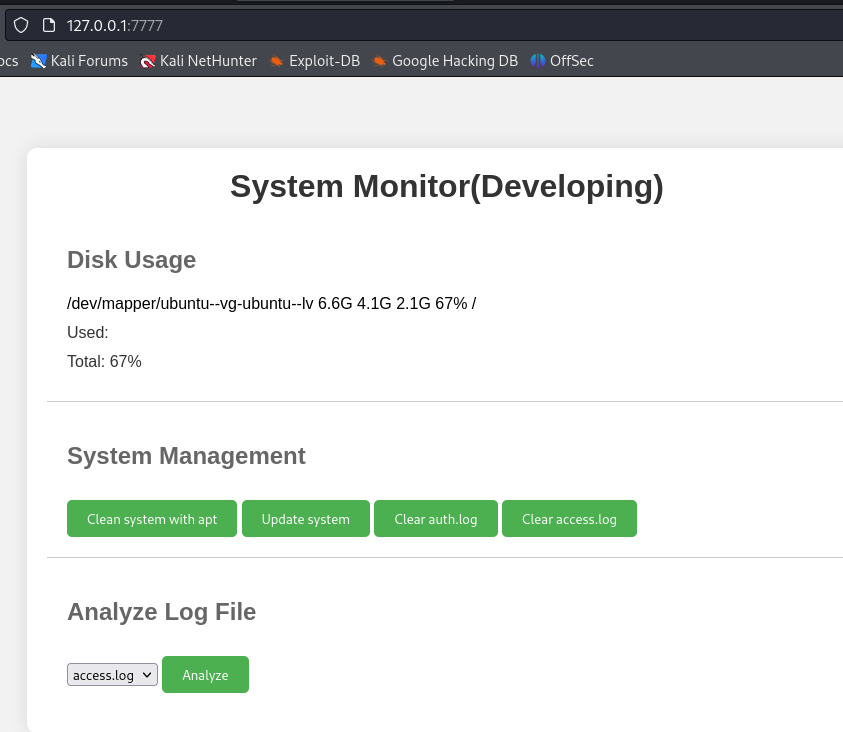 127.0.0.1:7777
ocs Kali Forums Kali NetHunter Exploit-DB Google Hacking DB OffSec
System Monitor(Developing)
Disk Usage
/dev/mapper/ubuntu--vg-ubuntu--lv 6.6G 4.1G 2.1G 67% /
Used:
Total: 67%
System Management
Clean system with apt Update system Clear auth.log Clear access.log
Analyze Log File
access.log Analyze